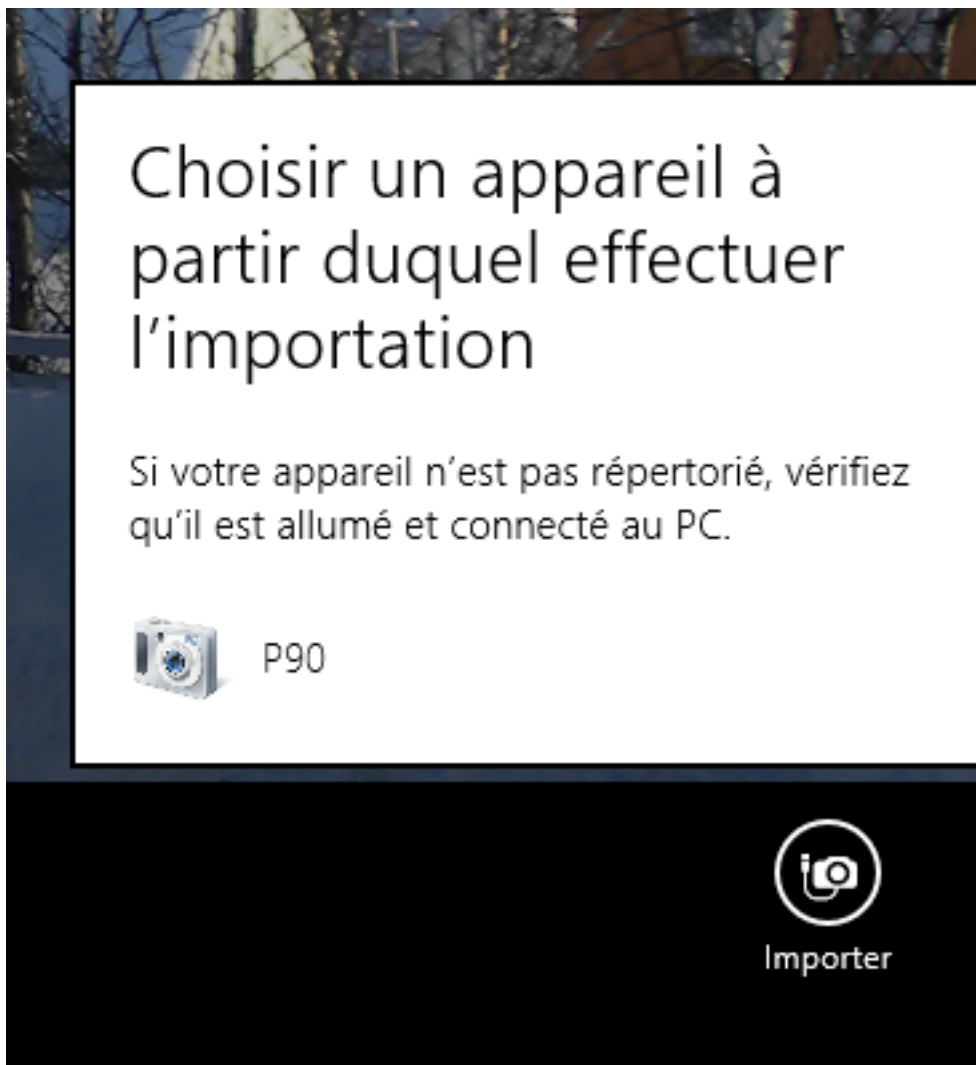 Choisir un appareil à
partir duquel effectuer
l’importation
Si votre appareil n’est pas répertorié, vérifiez
qu’il est allumé et connecté au PC.
P90
Importer